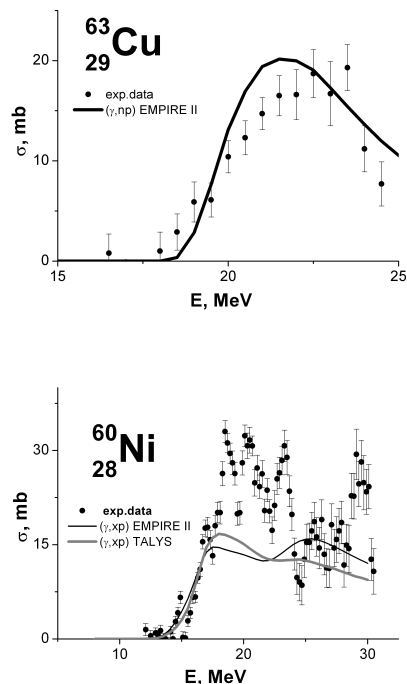 63
29 Cu
exp.data
(γ,np) EMPIRE II
20
10
0
σ, mb
15 20 25
E, MeV
60
28 Ni
exp.data
(γ,xp) EMPIRE II
(γ,xp) TALYS
30
15
0
σ, mb
10 20 30
E, MeV